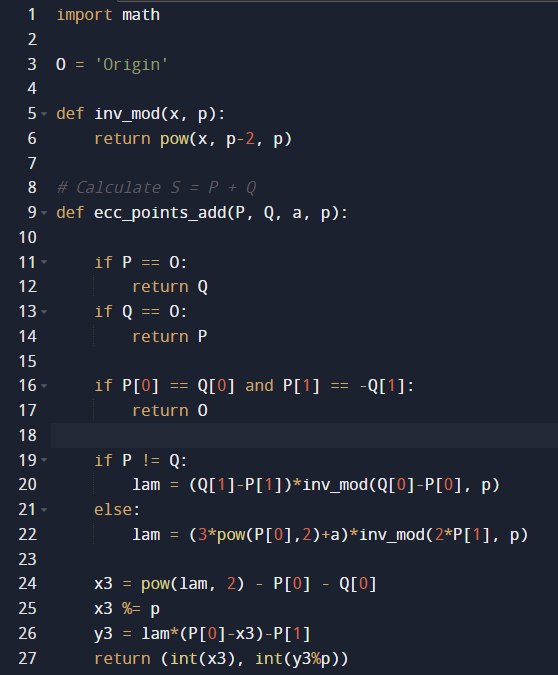 1 import math
2
3 O = 'Origin'
4
5 def inv_mod(x, p):
6     return pow(x, p-2, p)
7
8 # Calculate S = P + Q
9 def ecc_points_add(P, Q, a, p):
10
11     if P == O:
12         return Q
13     if Q == O:
14         return P
15
16     if P[0] == Q[0] and P[1] == -Q[1]:
17         return O
18
19     if P != Q:
20         lam = (Q[1]-P[1])*inv_mod(Q[0]-P[0], p)
21     else:
22         lam = (3*pow(P[0],2)+a)*inv_mod(2*P[1], p)
23
24     x3 = pow(lam, 2) - P[0] - Q[0]
25     x3 %= p
26     y3 = lam*(P[0]-x3)-P[1]
27     return (int(x3), int(y3%p))